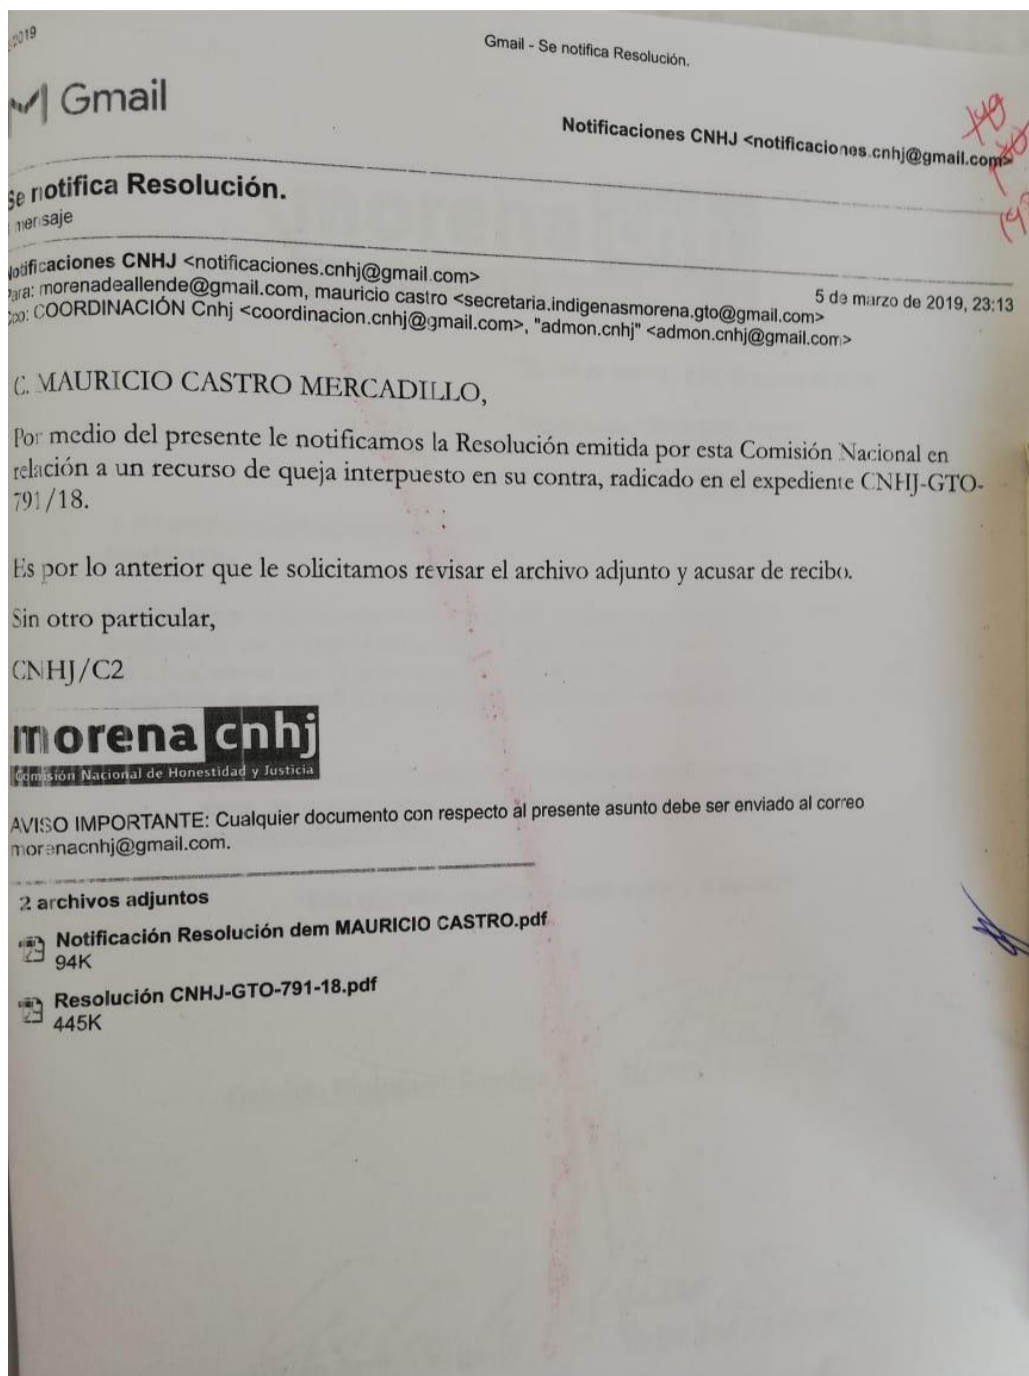 2019
Gmail - Se notifica Resolución.
Gmail
Notificaciones CNHJ <notificaciones.cnhj@gmail.com>
Se notifica Resolución.
mensaje
Notificaciones CNHJ <notificaciones.cnhj@gmail.com>
5 de marzo de 2019, 23:13
Para: morenadeallende@gmail.com, mauricio castro <secretaria.indigenasmorena.gto@gmail.com>
Cco: COORDINACIÓN Cnhj <coordinacion.cnhj@gmail.com>, "admon.cnhj" <admon.cnhj@gmail.com>
C. MAURICIO CASTRO MERCADILLO,
Por medio del presente le notificamos la Resolución emitida por esta Comisión Nacional en
relación a un recurso de queja interpuesto en su contra, radicado en el expediente CNHJ-GTO-
791/18.
Es por lo anterior que le solicitamos revisar el archivo adjunto y acusar de recibo.
Sin otro particular,
CNHJ/C2
morena cnhj
Comisión Nacional de Honestidad y Justicia
AVISO IMPORTANTE: Cualquier documento con respecto al presente asunto debe ser enviado al correo
morenacnhj@gmail.com.
2 archivos adjuntos
Notificación Resolución dem MAURICIO CASTRO.pdf
94K
Resolución CNHJ-GTO-791-18.pdf
445K